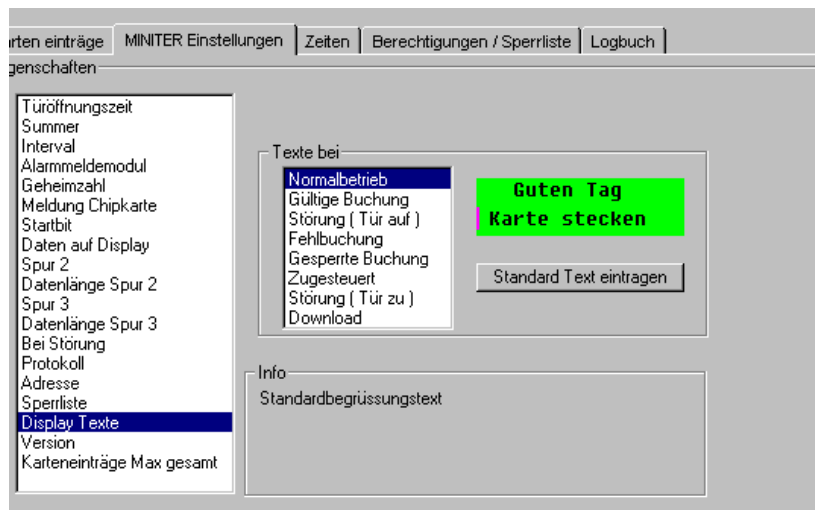 rten einträge MINITER Einstellungen Zeiten Berechtigungen / Sperrliste Logbuch
genschaften
Türöffnungszeit
Summer
Interval
Alarmmeldemodul
Geheimzahl
Meldung Chipkarte
Startbit
Daten auf Display
Spur 2
Datenlänge Spur 2
Spur 3
Datenlänge Spur 3
Bei Störung
Protokoll
Adresse
Sperrliste
Display Texte
Version
Karteneinträge Max gesamt
Texte bei
Normalbetrieb
Gültige Buchung
Störung ( Tür auf )
Fehlbuchung
Gesperrte Buchung
Zugesteuert
Störung ( Tür zu )
Download
Guten Tag
Karte stecken
Standard Text eintragen
Info
Standardbegrüssungstext